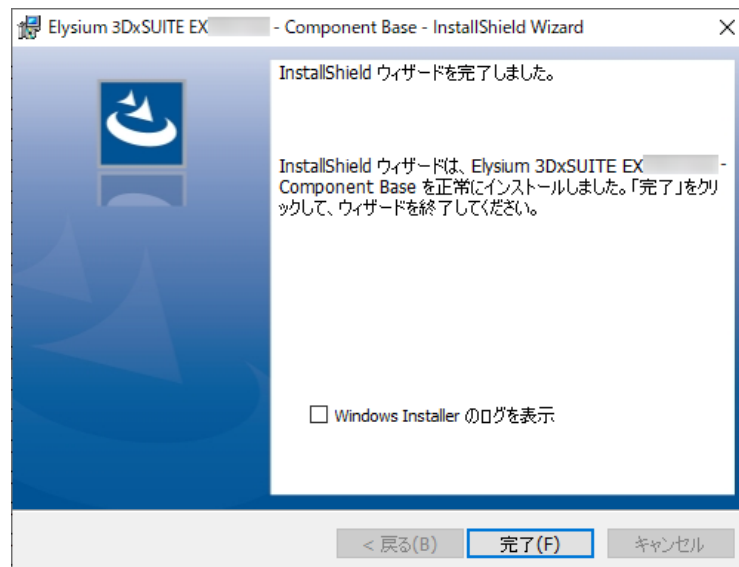 Elysium 3DxSUITE EX - Component Base - InstallShield Wizard
InstallShield ウィザードを完了しました。
InstallShield ウィザードは、Elysium 3DxSUITE EX -
Component Base を正常にインストールしました。「完了」をクリ
ックして、ウィザードを終了してください。
Windows Installer のログを表示
< 戻る(B)
完了(F)
キャンセル